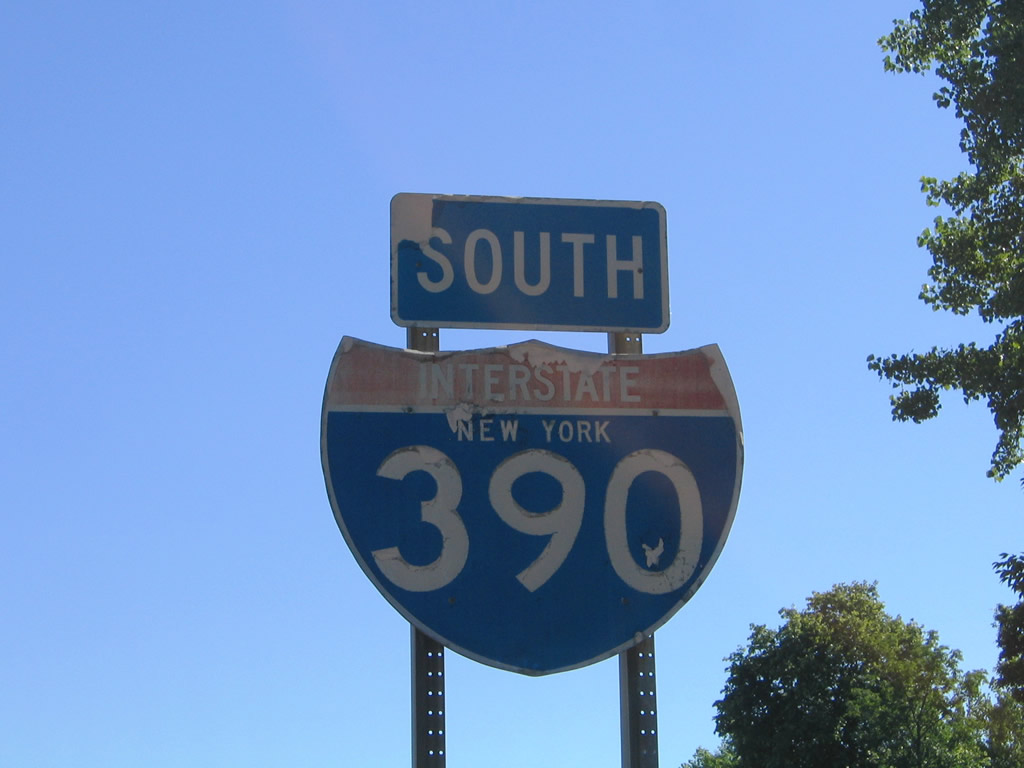 SOUTH
INTERSTATE
NEW YORK
390